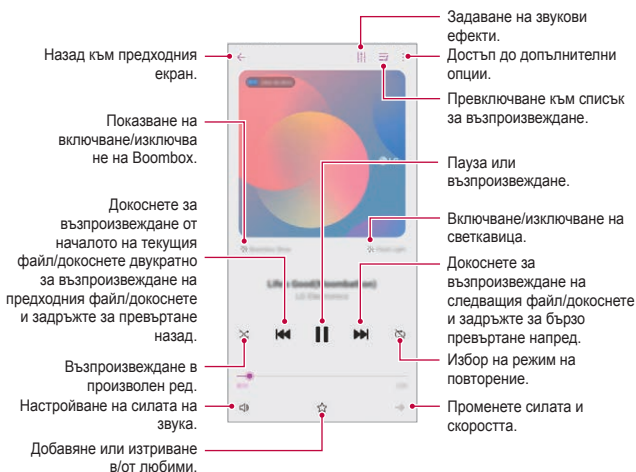 Задаване на звукови
ефекти.
Назад към предходния
екран.
Достъп до допълнителни
опции.
Превключване към списък
за възпроизвеждане.
Показване на
включване/изключва
не на Boombox.
Пауза или
възпроизвеждане.
Докоснете за
възпроизвеждане от
началото на текущия
файл/докоснете двукратно
за възпроизвеждане на
предходния файл/докоснете
и задръжте за превъртане
назад.
Включване/изключване на
светкавица.
Докоснете за
възпроизвеждане на
следващия файл/докоснете
и задръжте за бързо
превъртане напред.
LG Electronics
Възпроизвеждане в
произволен ред.
Избор на режим на
повторение.
Настройване на силата на
звука.
Променете силата и
скоростта.
Добавяне или изтриване
в/от любими.